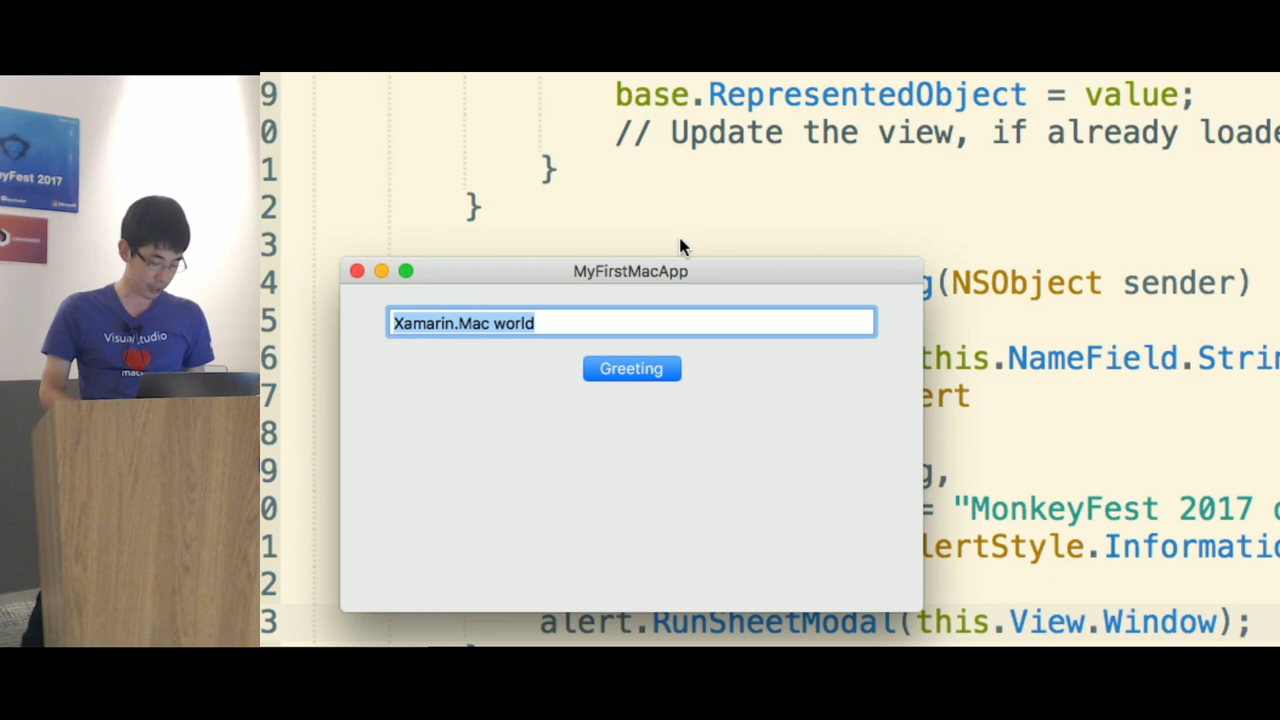 yFest 2017
Visual Studio
mac
9 base.RepresentedObject = value;
0 // Update the view, if already loade
1 }
2 }
3
4 g(NSObject sender)
5
6 this.NameField.Strin
7 ert
8
9 g,
0 = "MonkeyFest 2017
1 lertStyle.Informatio
2
3 alert.RunSheetModal(this.View.Window);
MyFirstMacApp
Xamarin.Mac world
Greeting